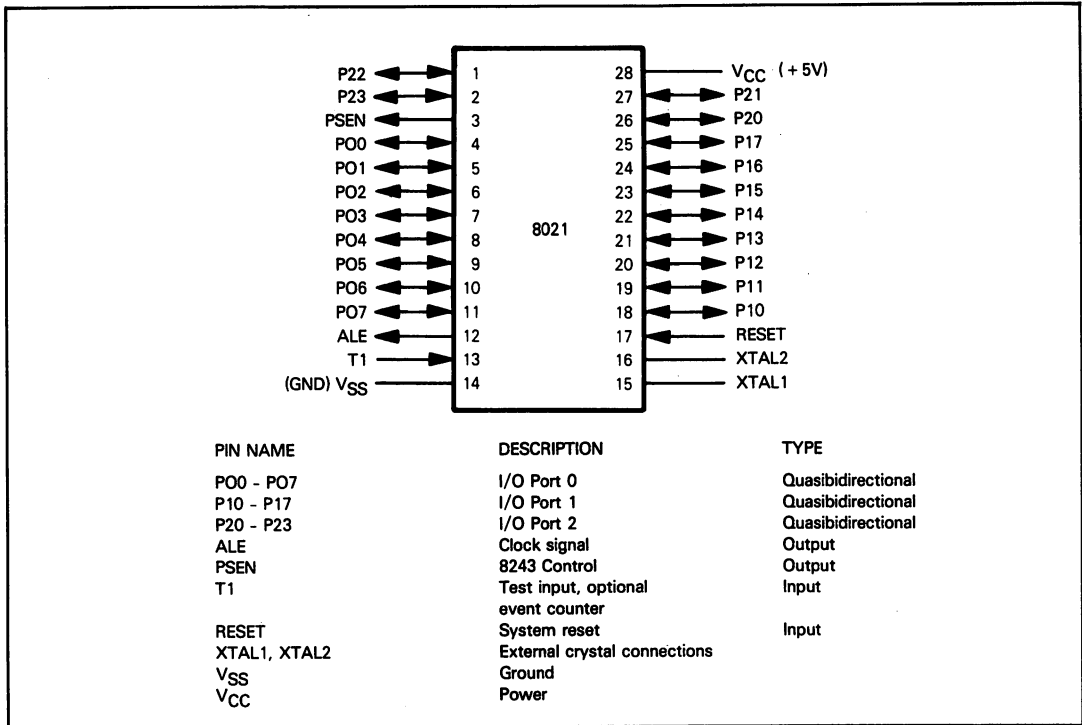 P22 1 28 VCC (+5V)
P23 2 27 P21
PSEN 3 26 P20
PO0 4 25 P17
PO1 5 24 P16
PO2 6 23 P15
PO3 7 22 P14
8021
PO4 8 21 P13
PO5 9 20 P12
PO6 10 19 P11
PO7 11 18 P10
ALE 12 17 RESET
T1 13 16 XTAL2
(GND) VSS 14 15 XTAL1
PIN NAME DESCRIPTION TYPE
PO0 - PO7 I/O Port 0 Quasibidirectional
P10 - P17 I/O Port 1 Quasibidirectional
P20 - P23 I/O Port 2 Quasibidirectional
ALE Clock signal Output
PSEN 8243 Control Output
T1 Test input, optional Input
event counter
RESET System reset Input
XTAL1, XTAL2 External crystal connections
VSS Ground
VCC Power